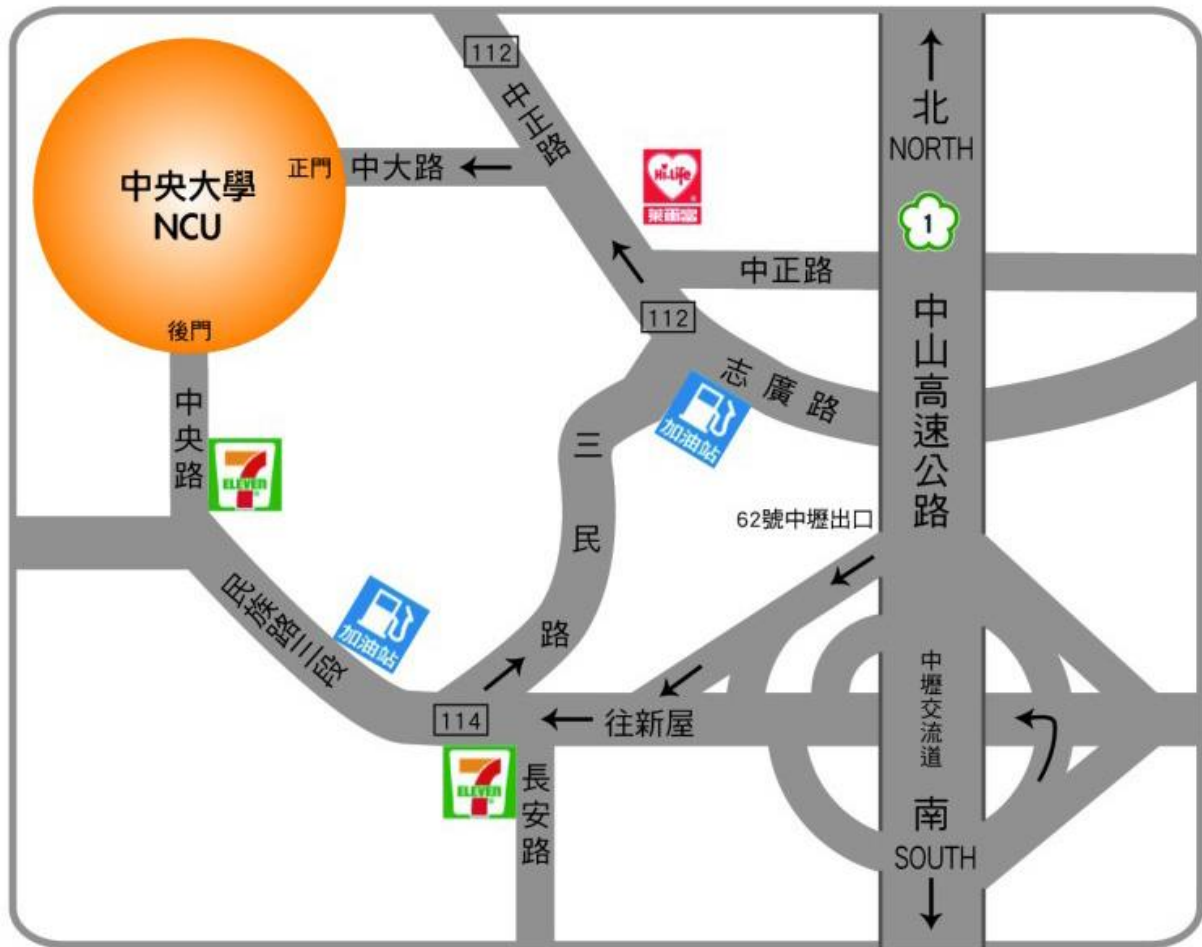 112
中正路
北
NORTH
正門
中大路
Hi-Life
萊爾富
中央大學
NCU
1
中正路
112
後門
志廣路
中山高速公路
加油站
中央路
7
ELEVEN
三民路
62號中壢出口
民族路三段
加油站
中壢交流道
114
往新屋
7
ELEVEN
長安路
南
SOUTH